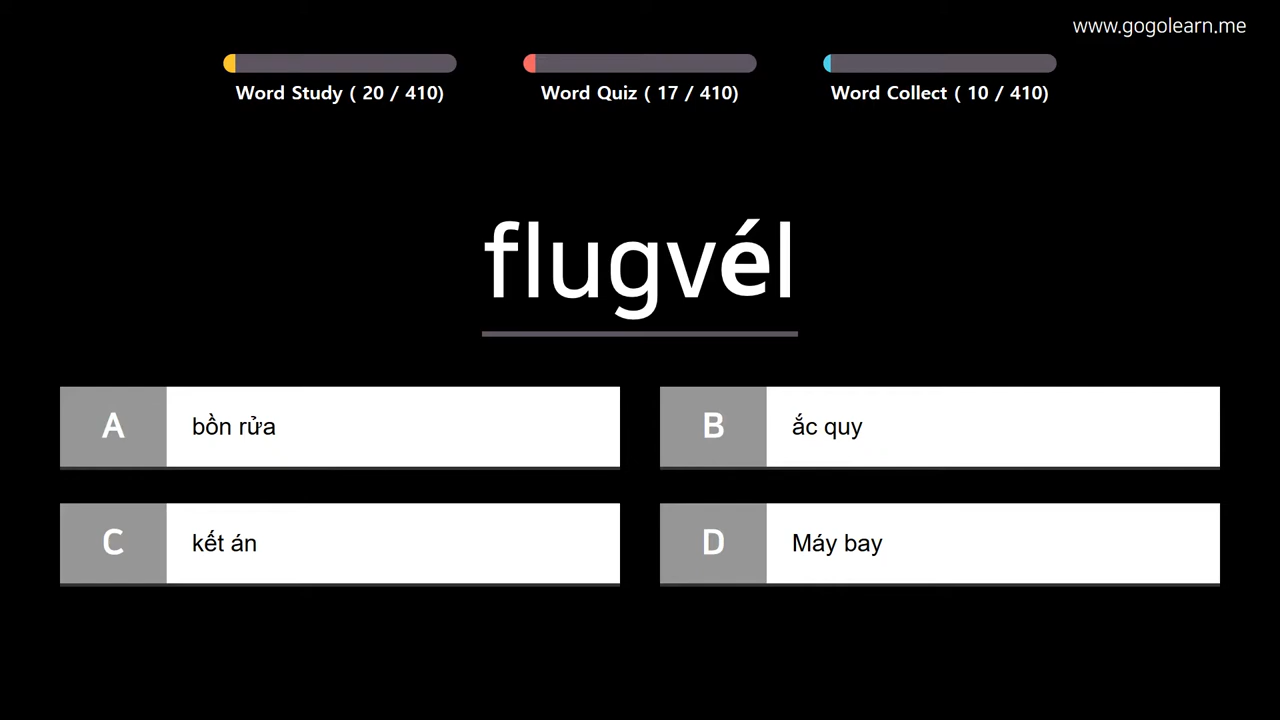 www.gogolearn.me
Word Study ( 20 / 410)
Word Quiz ( 17 / 410)
Word Collect ( 10 / 410)
flugvél
A bồn rửa
B ắc quy
C kết án
D Máy bay